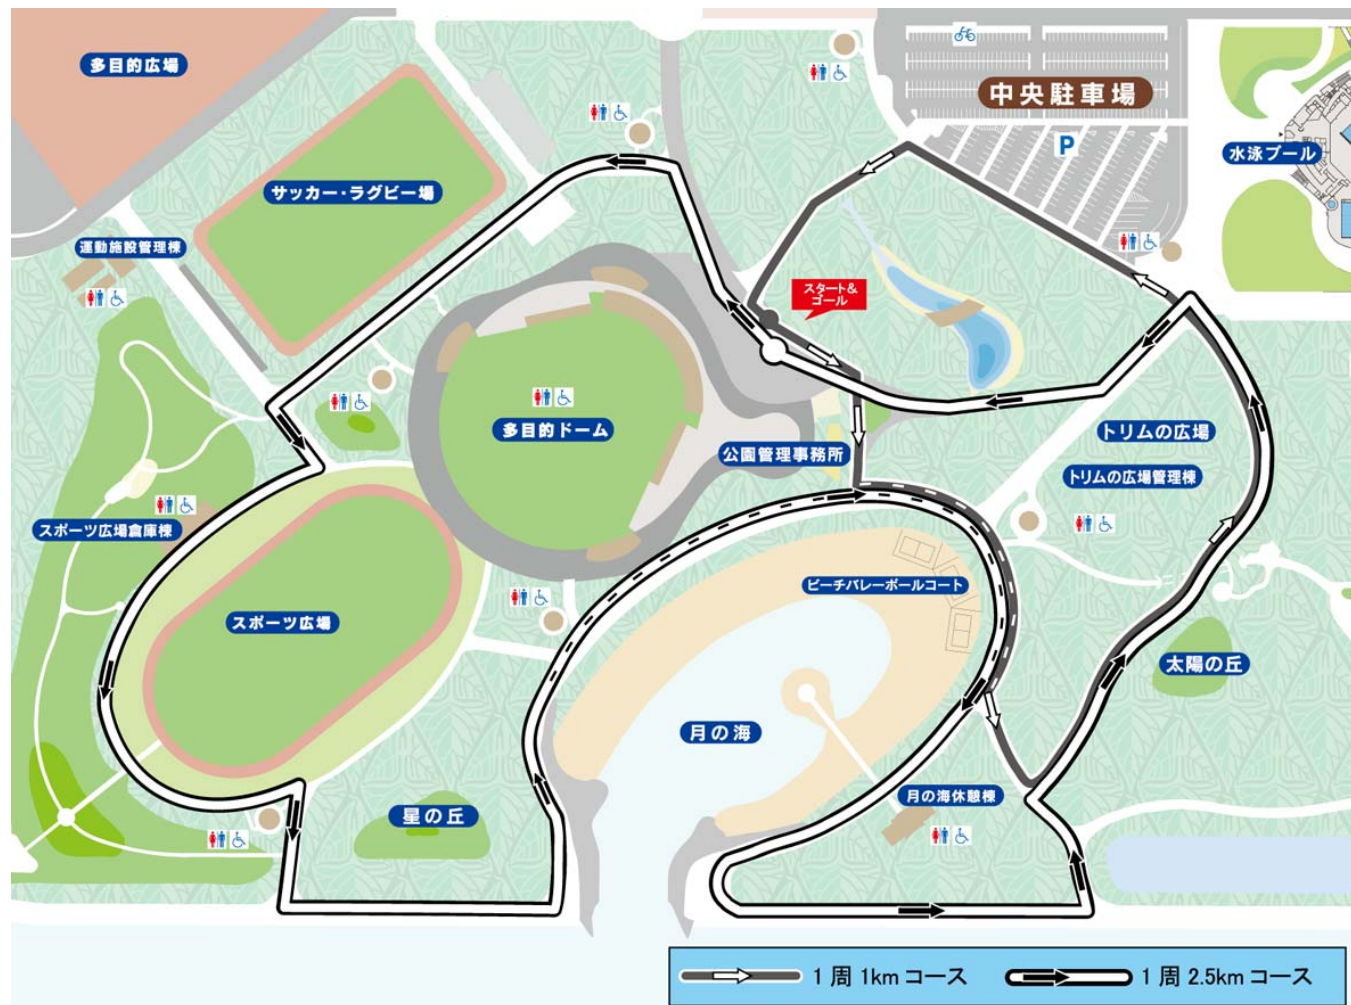 多目的広場
中央駐車場
P
水泳プール
サッカー・ラグビー場
運動施設管理棟
スタート&
ゴール
多目的ドーム
公園管理事務所
トリムの広場
トリムの広場管理棟
スポーツ広場倉庫棟
ビーチバレーボールコート
スポーツ広場
太陽の丘
月の海
月の海休憩棟
星の丘
1周1kmコース
1周2.5kmコース